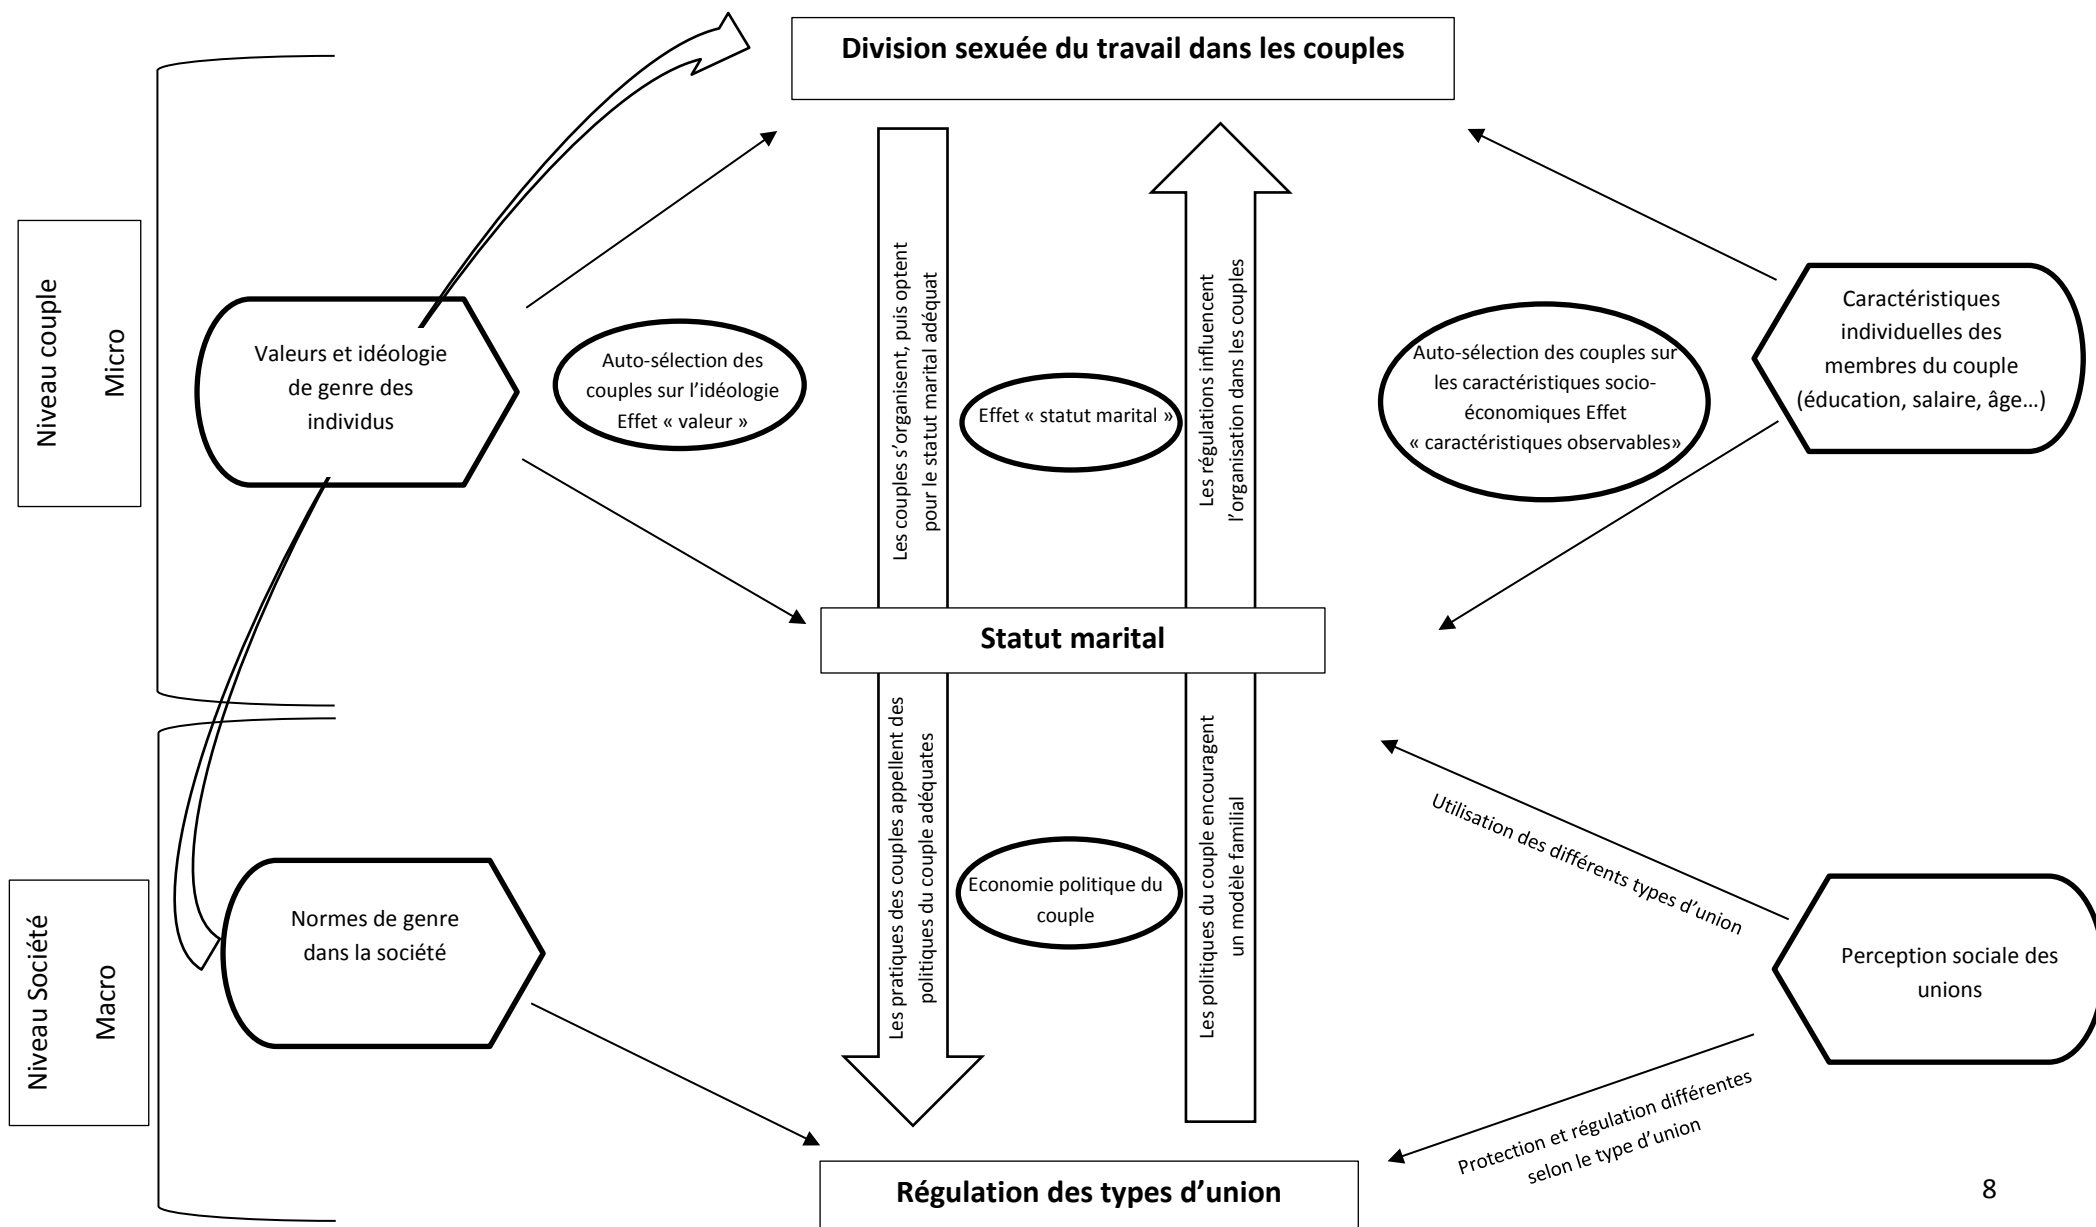 Division sexuée du travail dans les couples
Niveau couple
Micro
Valeurs et idéologie
de genre des
individus
Auto-sélection des
couples sur l’idéologie
Effet « valeur »
Les couples s’organisent, puis optent
pour le statut marital adéquat
Effet « statut marital »
Les régulations influencent
l’organisation dans les couples
Auto-sélection des couples sur
les caractéristiques socio-
économiques Effet
« caractéristiques observables»
Caractéristiques
individuelles des
membres du couple
(éducation, salaire, âge…)
Statut marital
Niveau Société
Macro
Normes de genre
dans la société
Les pratiques des couples appellent des
politiques du couple adéquates
Economie politique du
couple
Les politiques du couple encouragent
un modèle familial
Utilisation des différents types d’union
Perception sociale des
unions
Protection et régulation différentes
selon le type d’union
Régulation des types d’union
8